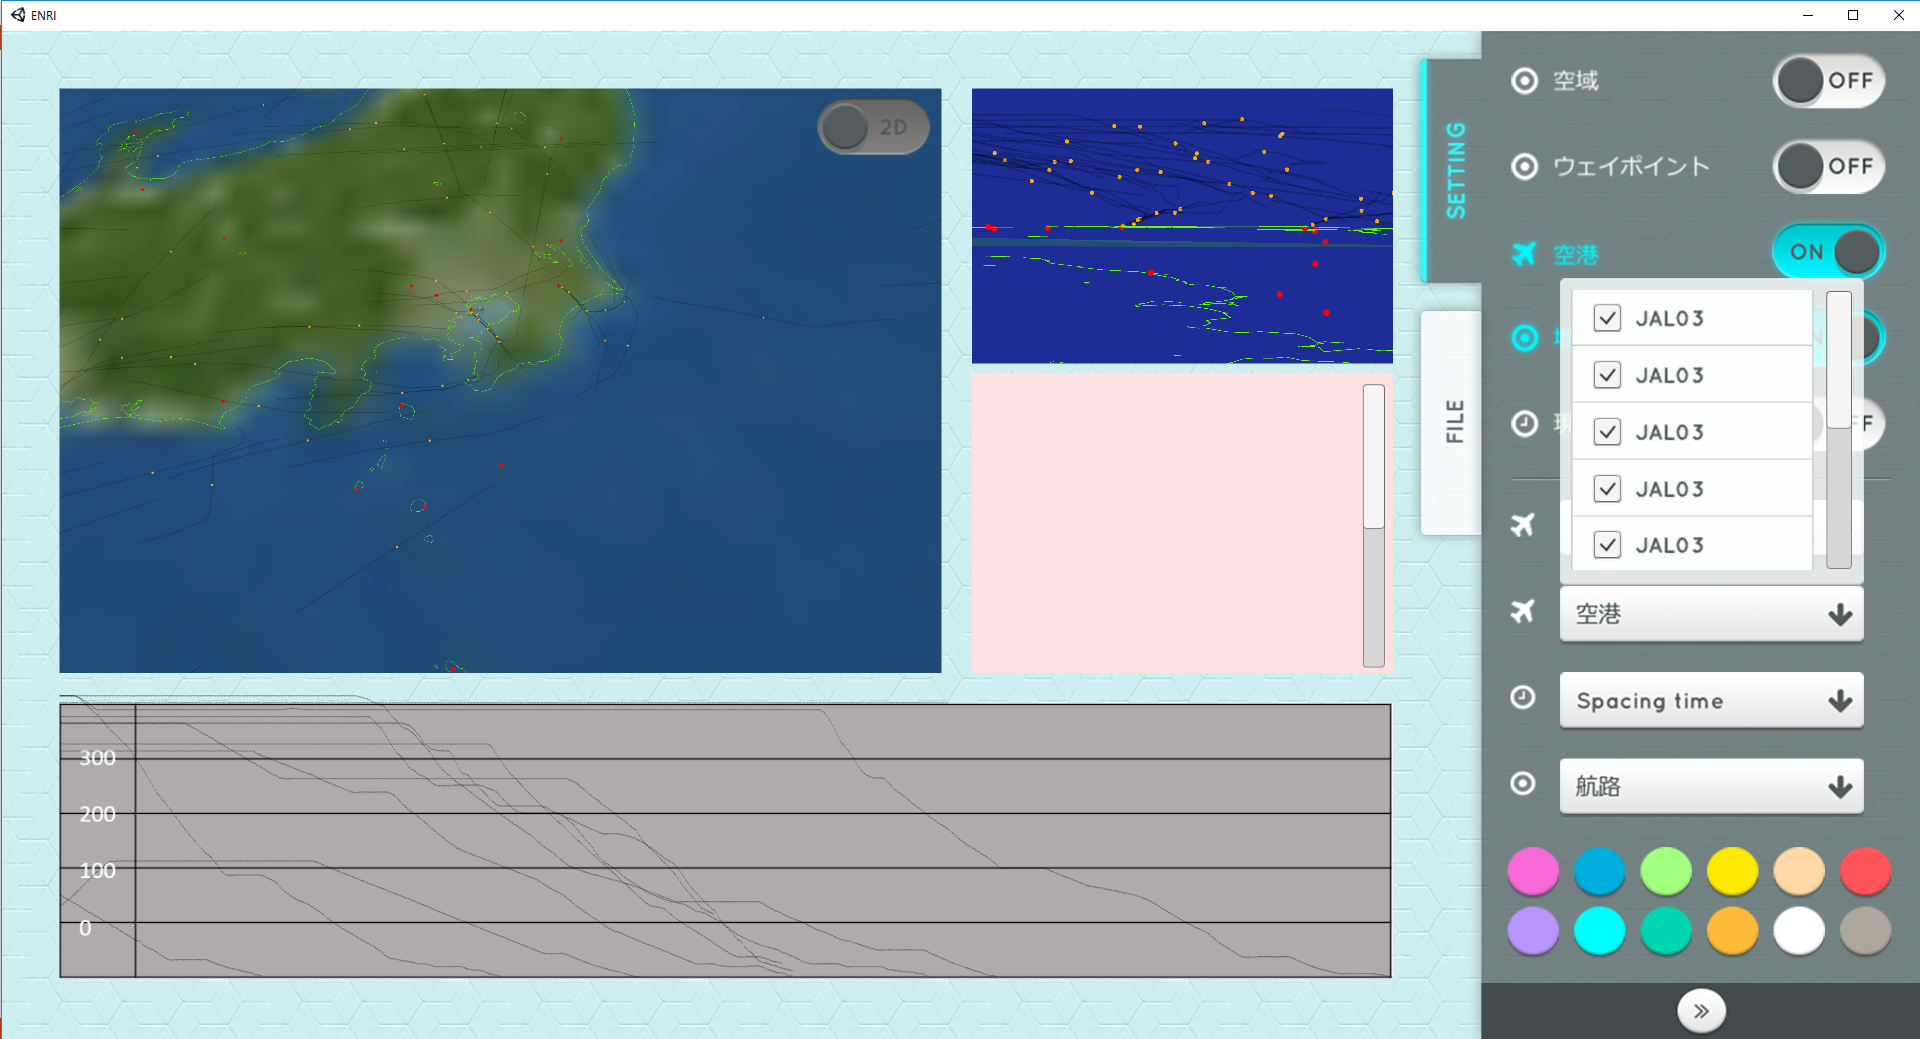 ENRI
2D
300
200
100
0
SETTING
FILE
空域
OFF
ウェイポイント
OFF
空港
ON
JAL03
JAL03
JAL03
JAL03
JAL03
空港
Spacing time
航路